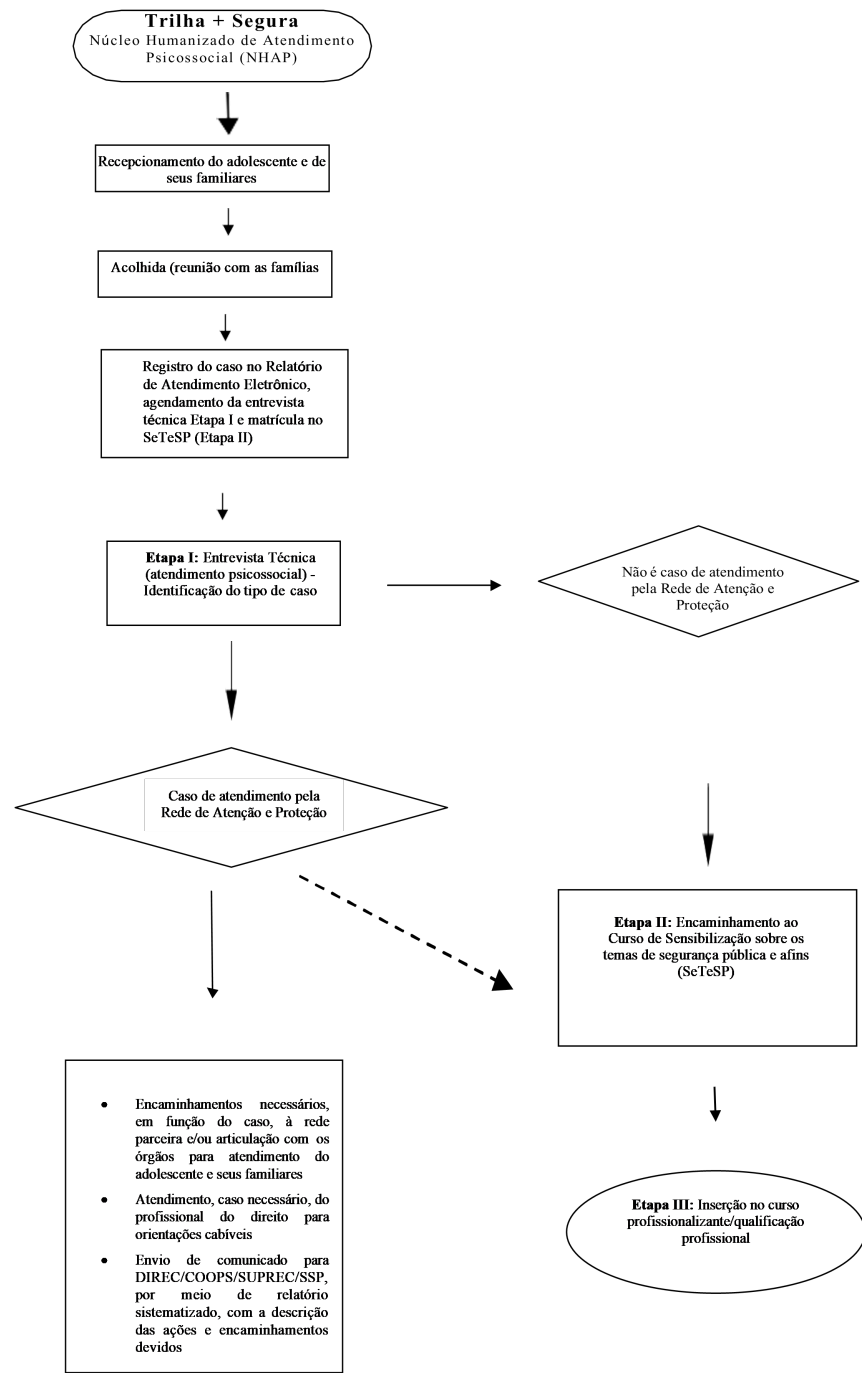 Trilha + Segura
Núcleo Humanizado de Atendimento
Psicossocial (NHAP)
Recepcionamento do adolescente e de
seus familiares
Acolhida (reunião com as famílias
Registro do caso no Relatório
de Atendimento Eletrônico,
agendamento da entrevista
técnica Etapa I e matrícula no
SeTeSP (Etapa II)
Etapa I: Entrevista Técnica
(atendimento psicossocial) -
Identificação do tipo de caso
Não é caso de atendimento
pela Rede de Atenção e
Proteção
Caso de atendimento pela
Rede de Atenção e Proteção
Etapa II: Encaminhamento ao
Curso de Sensibilização sobre os
temas de segurança pública e afins
(SeTeSP)
• Encaminhamentos necessários,
em função do caso, à rede
parceira e/ou articulação com os
órgãos para atendimento do
adolescente e seus familiares
• Atendimento, caso necessário, do
profissional do direito para
orientações cabíveis
• Envio de comunicado para
DIREC/COOPS/SUPREC/SSP,
por meio de relatório
sistematizado, com a descrição
das ações e encaminhamentos
devidos
Etapa III: Inserção no curso
profissionalizante/qualificação
profissional